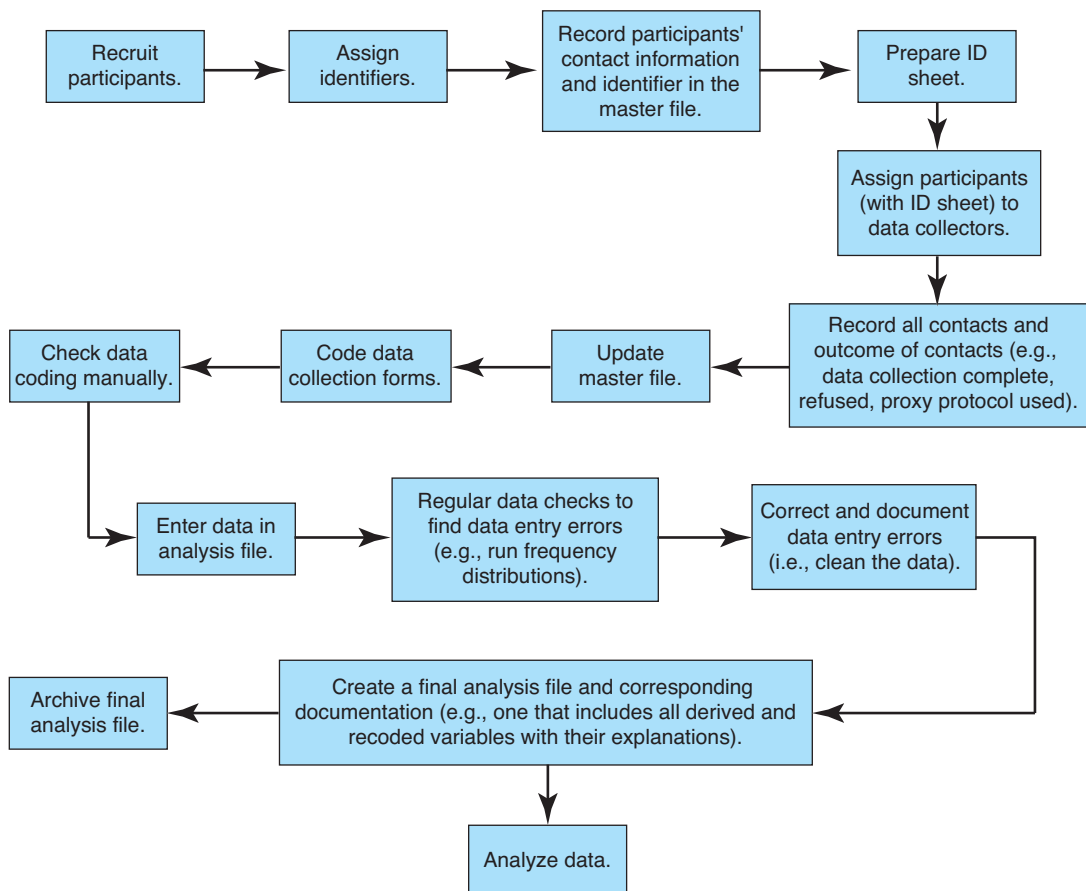 Recruit
participants.
Assign
identifiers.
Record participants'
contact information
and identifier in the
master file.
Prepare ID
sheet.
Assign participants
(with ID sheet) to
data collectors.
Record all contacts and
outcome of contacts (e.g.,
data collection complete,
refused, proxy protocol used).
Update
master file.
Code data
collection forms.
Check data
coding manually.
Enter data in
analysis file.
Regular data checks to
find data entry errors
(e.g., run frequency
distributions).
Correct and document
data entry errors
(i.e., clean the data).
Create a final analysis file and corresponding
documentation (e.g., one that includes all derived and
recoded variables with their explanations).
Archive final
analysis file.
Analyze data.